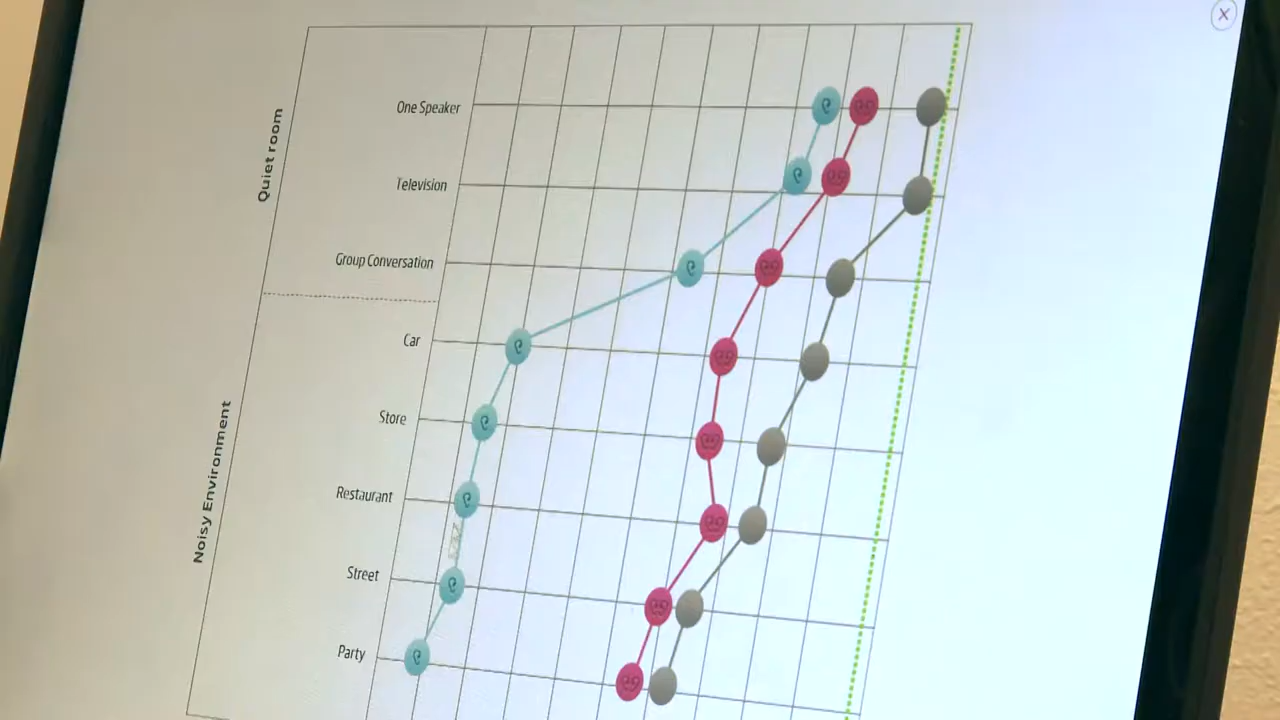 Quiet room
One Speaker
Television
Group Conversation
Noisy Environment
Car
Store
Restaurant
Street
Party